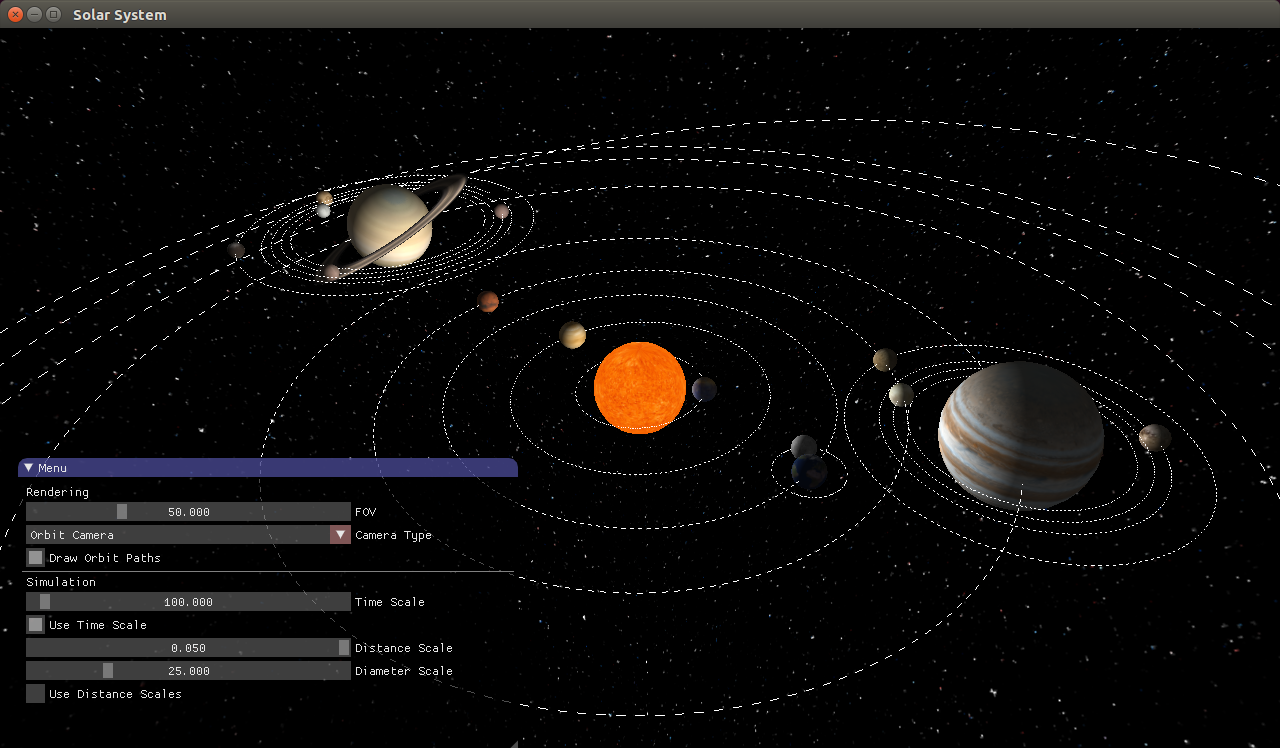 Solar System
Menu
Rendering
50.000 FOV
Orbit Camera Camera Type
Draw Orbit Paths
Simulation
100.000 Time Scale
Use Time Scale
0.050 Distance Scale
25.000 Diameter Scale
Use Distance Scales